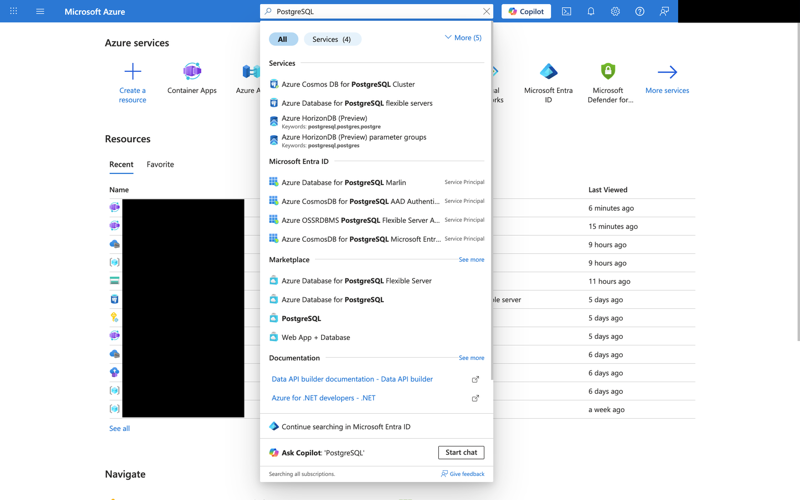 Microsoft Azure
PostgreSQL
Copilot
All
Services (4)
More (5)
Azure services
Create a resource
Container Apps
Azure A
Microsoft Entra ID
Microsoft Defender for...
More services
Services
Azure Cosmos DB for PostgreSQL Cluster
Azure Database for PostgreSQL flexible servers
Azure HorizonDB (Preview)
Keywords: postgresql,postgres,postgre
Azure HorizonDB (Preview) parameter groups
Keywords: postgresql,postgres
Microsoft Entra ID
Azure Database for PostgreSQL Marlin Service Principal
Azure CosmosDB for PostgreSQL AAD Authenti... Service Principal
Azure OSSRDBMS PostgreSQL Flexible Server A... Service Principal
Azure CosmosDB for PostgreSQL Microsoft Entr... Service Principal
Marketplace See more
Azure Database for PostgreSQL Flexible Server
Azure Database for PostgreSQL
PostgreSQL
Web App + Database
Documentation See more
Data API builder documentation - Data API builder
Azure for .NET developers - .NET
Continue searching in Microsoft Entra ID
Ask Copilot: 'PostgreSQL' Start chat
Searching all subscriptions. Give feedback
Resources
Recent Favorite
Name
Last Viewed
6 minutes ago
15 minutes ago
9 hours ago
9 hours ago
11 hours ago
le server 5 days ago
5 days ago
5 days ago
6 days ago
6 days ago
6 days ago
a week ago
See all
Navigate